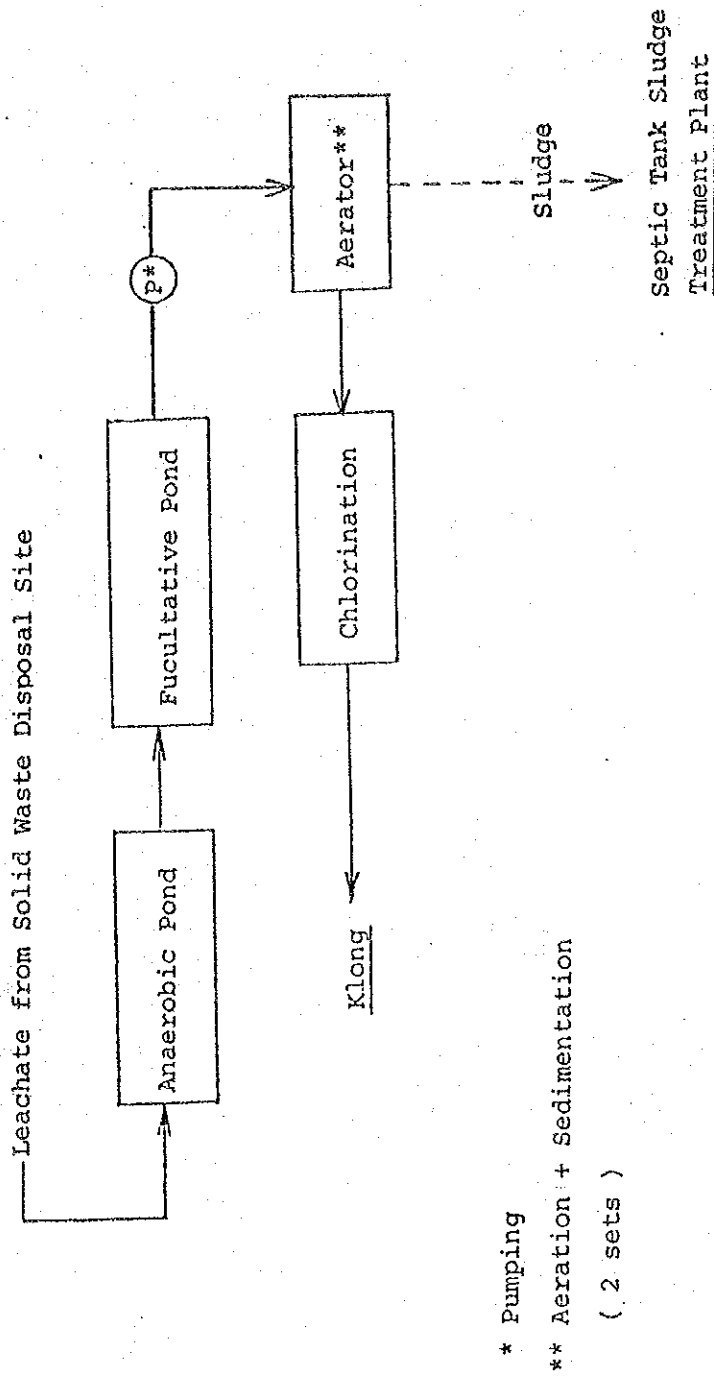 Leachate from Solid Waste Disposal Site
Anaerobic Pond
Fucultative Pond
P*
Aerator**
Chlorination
Klong
Sludge
Septic Tank Sludge
Treatment Plant
* Pumping
** Aeration + Sedimentation
( 2 sets )